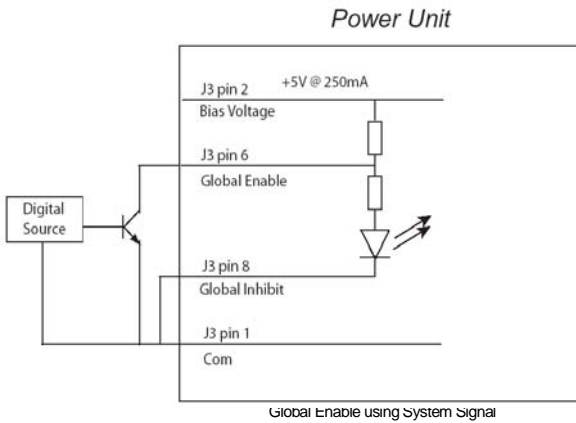 Power Unit
J3 pin 2
+5V @ 250mA
Bias Voltage
J3 pin 6
Global Enable
Digital
Source
J3 pin 8
Global Inhibit
J3 pin 1
Com
Global Enable using System Signal